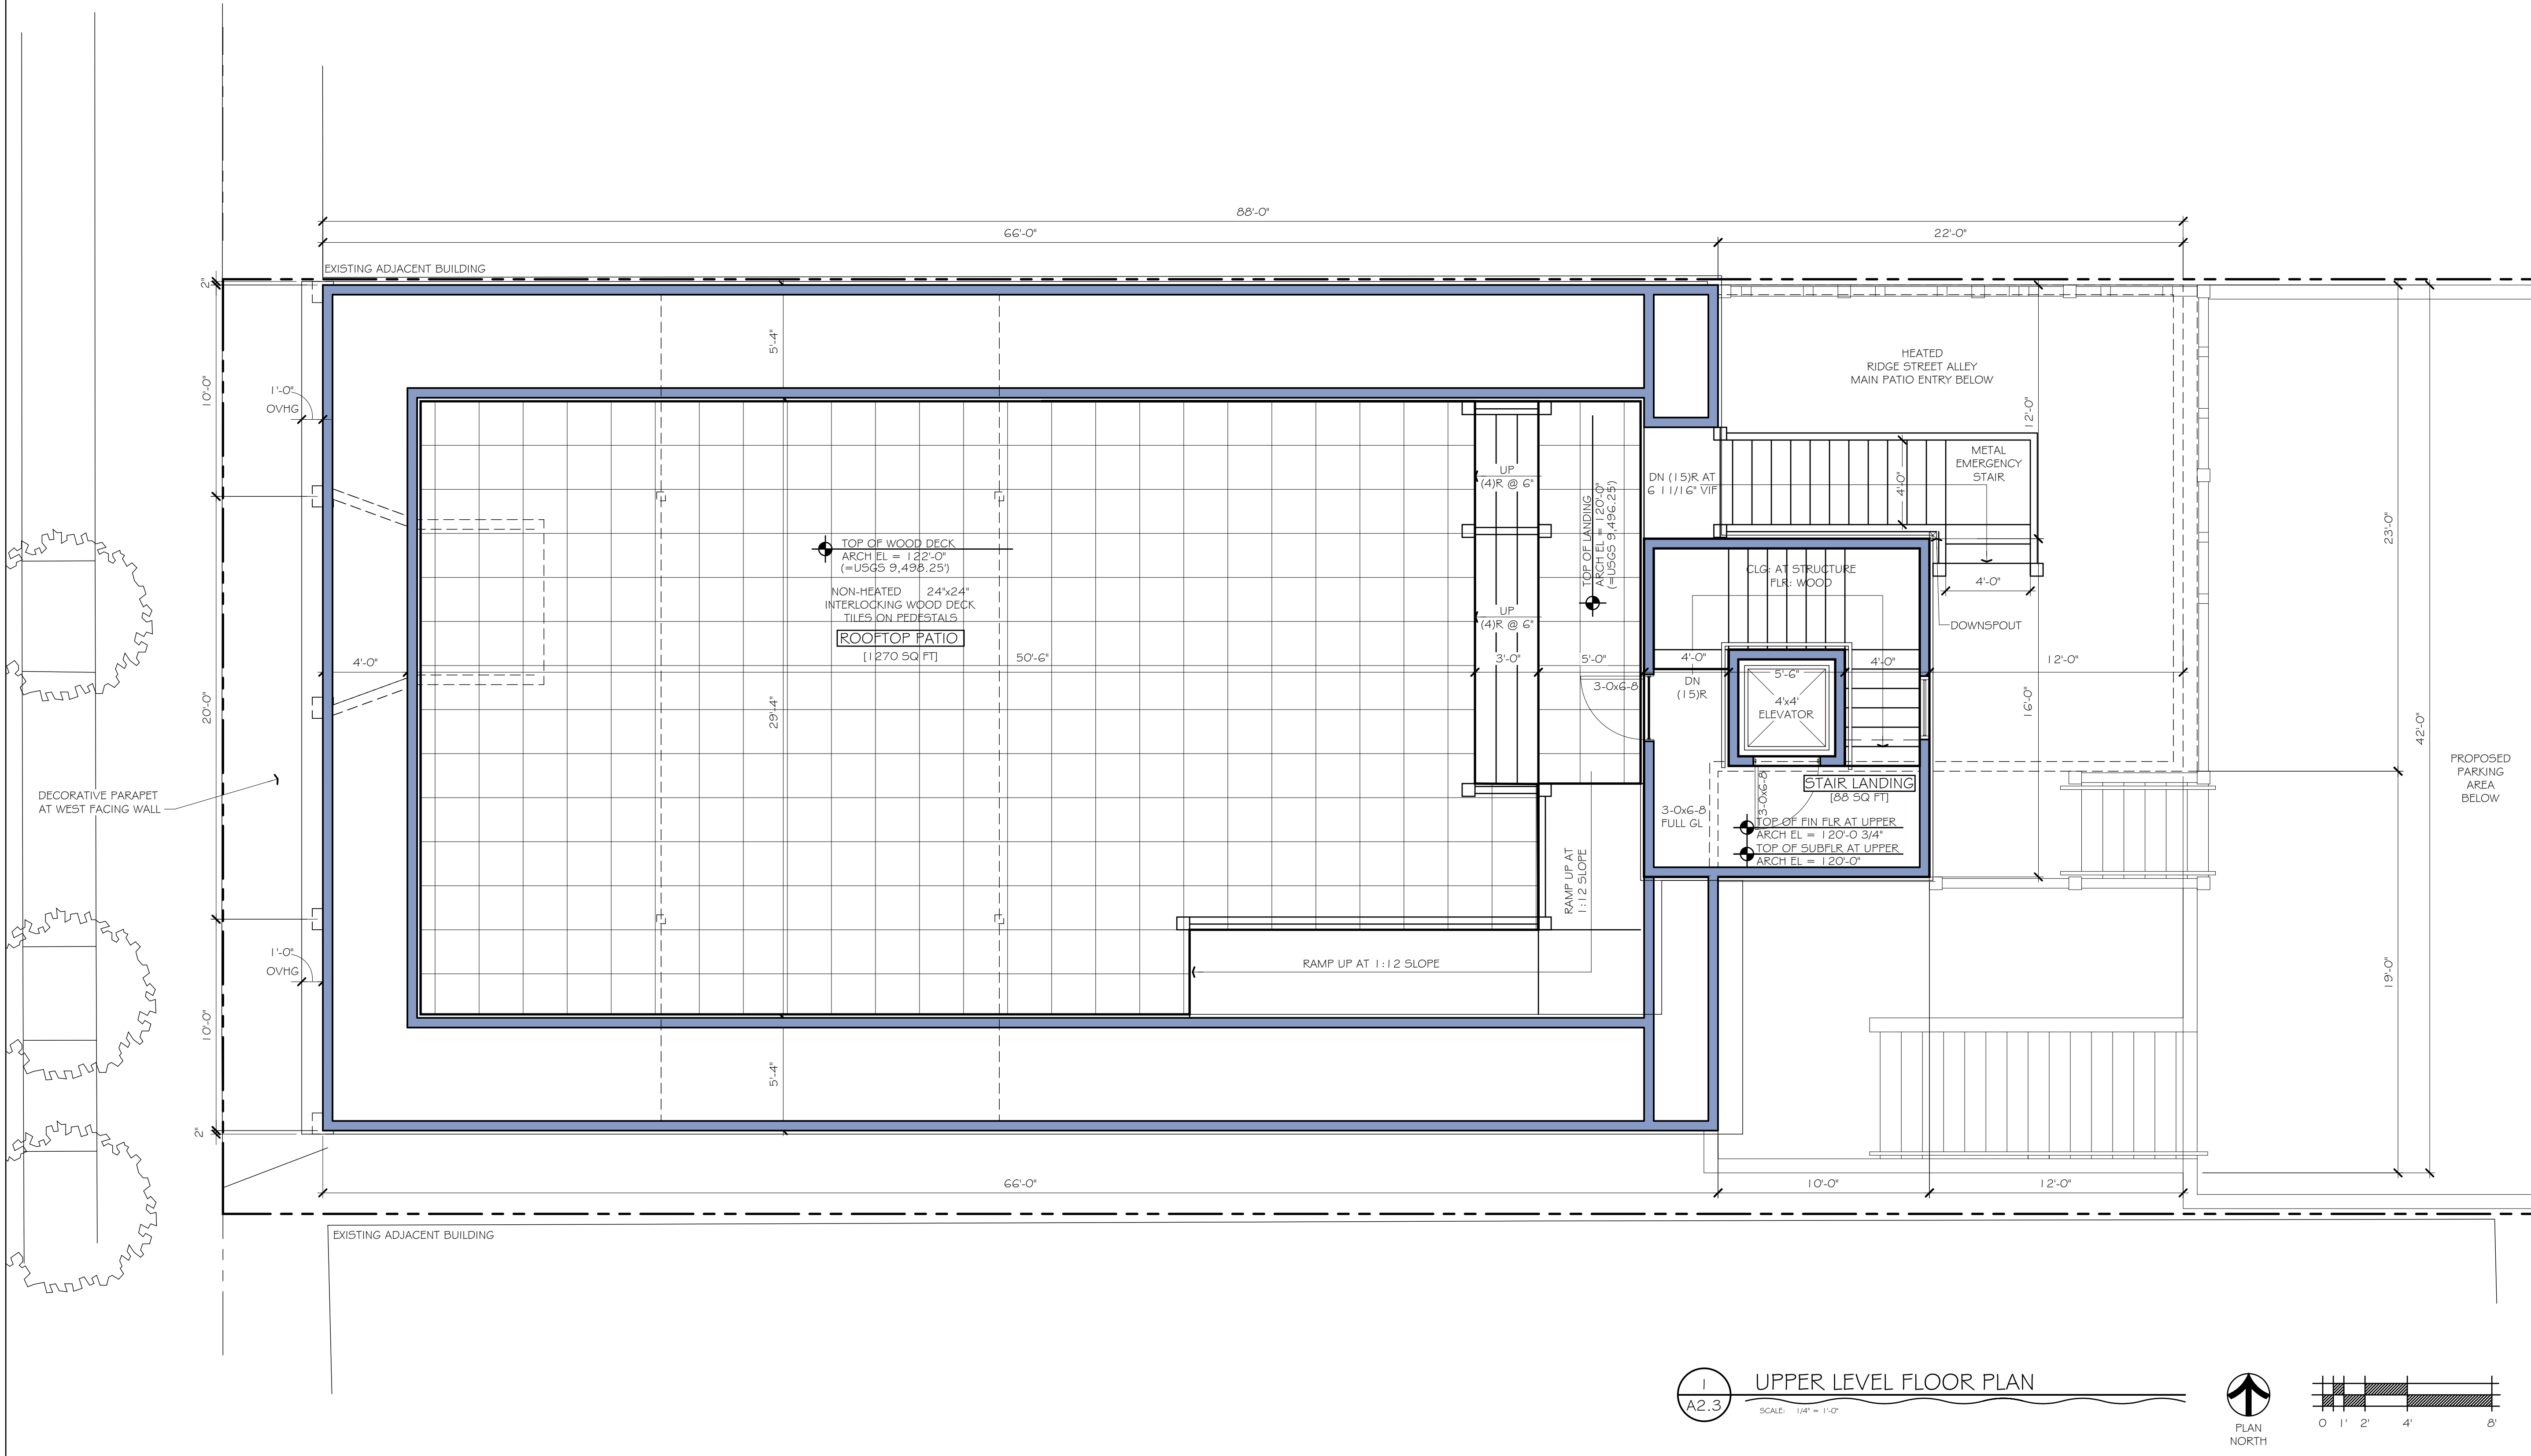 88'-0"
66'-0"
22'-0"
EXISTING ADJACENT BUILDING
2"
10'-0"
1'-0"
OVHG
5'-4"
HEATED
RIDGE STREET ALLEY
MAIN PATIO ENTRY BELOW
12'-0"
METAL
EMERGENCY
STAIR
DN (15)R AT
6 11/16" VIF
4'-0"
UP
(4)R @ 6"
TOP OF LANDING
ARCH EL = 120'-0"
(=USGS 9,496.25')
TOP OF WOOD DECK
ARCH EL = 122'-0"
(=USGS 9,498.25')
NON-HEATED 24"x24"
INTERLOCKING WOOD DECK
TILES ON PEDESTALS
ROOFTOP PATIO
[1270 SQ FT]
UP
(4)R @ 6"
CLG: AT STRUCTURE
FLR: WOOD
4'-0"
DOWNSPOUT
23'-0"
42'-0"
4'-0"
50'-6"
3'-0"
5'-0"
4'-0"
5'-6"
4'-0"
12'-0"
3-0x6-8
DN
(15)R
4'x4'
ELEVATOR
16'-0"
20'-0"
29'-4"
DECORATIVE PARAPET
AT WEST FACING WALL
STAIR LANDING
[88 SQ FT]
3-0x6-8
3-0x6-8
FULL GL
TOP OF FIN FLR AT UPPER
ARCH EL = 120'-0 3/4"
TOP OF SUBFLR AT UPPER
ARCH EL = 120'-0"
PROPOSED
PARKING
AREA
BELOW
RAMP UP AT
1:12 SLOPE
RAMP UP AT 1:12 SLOPE
1'-0"
OVHG
10'-0"
19'-0"
5'-4"
2"
66'-0"
10'-0"
12'-0"
EXISTING ADJACENT BUILDING
1
A2.3
UPPER LEVEL FLOOR PLAN
SCALE: 1/4" = 1'-0"
PLAN
NORTH
0 1' 2' 4' 8'